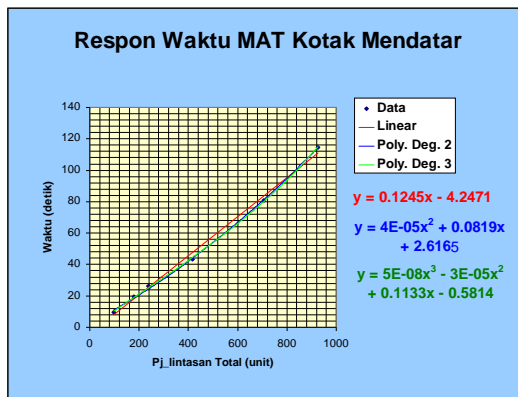 Respon Waktu MAT Kotak Mendatar
140
120
100
80
60
40
20
0
0 200 400 600 800 1000
Waktu (detik)
Pj_lintasan Total (unit)
Data
Linear
Poly. Deg. 2
Poly. Deg. 3
y = 0.1245x - 4.2471
y = 4E-05x² + 0.0819x
+ 2.6165
y = 5E-08x³ - 3E-05x²
+ 0.1133x - 0.5814